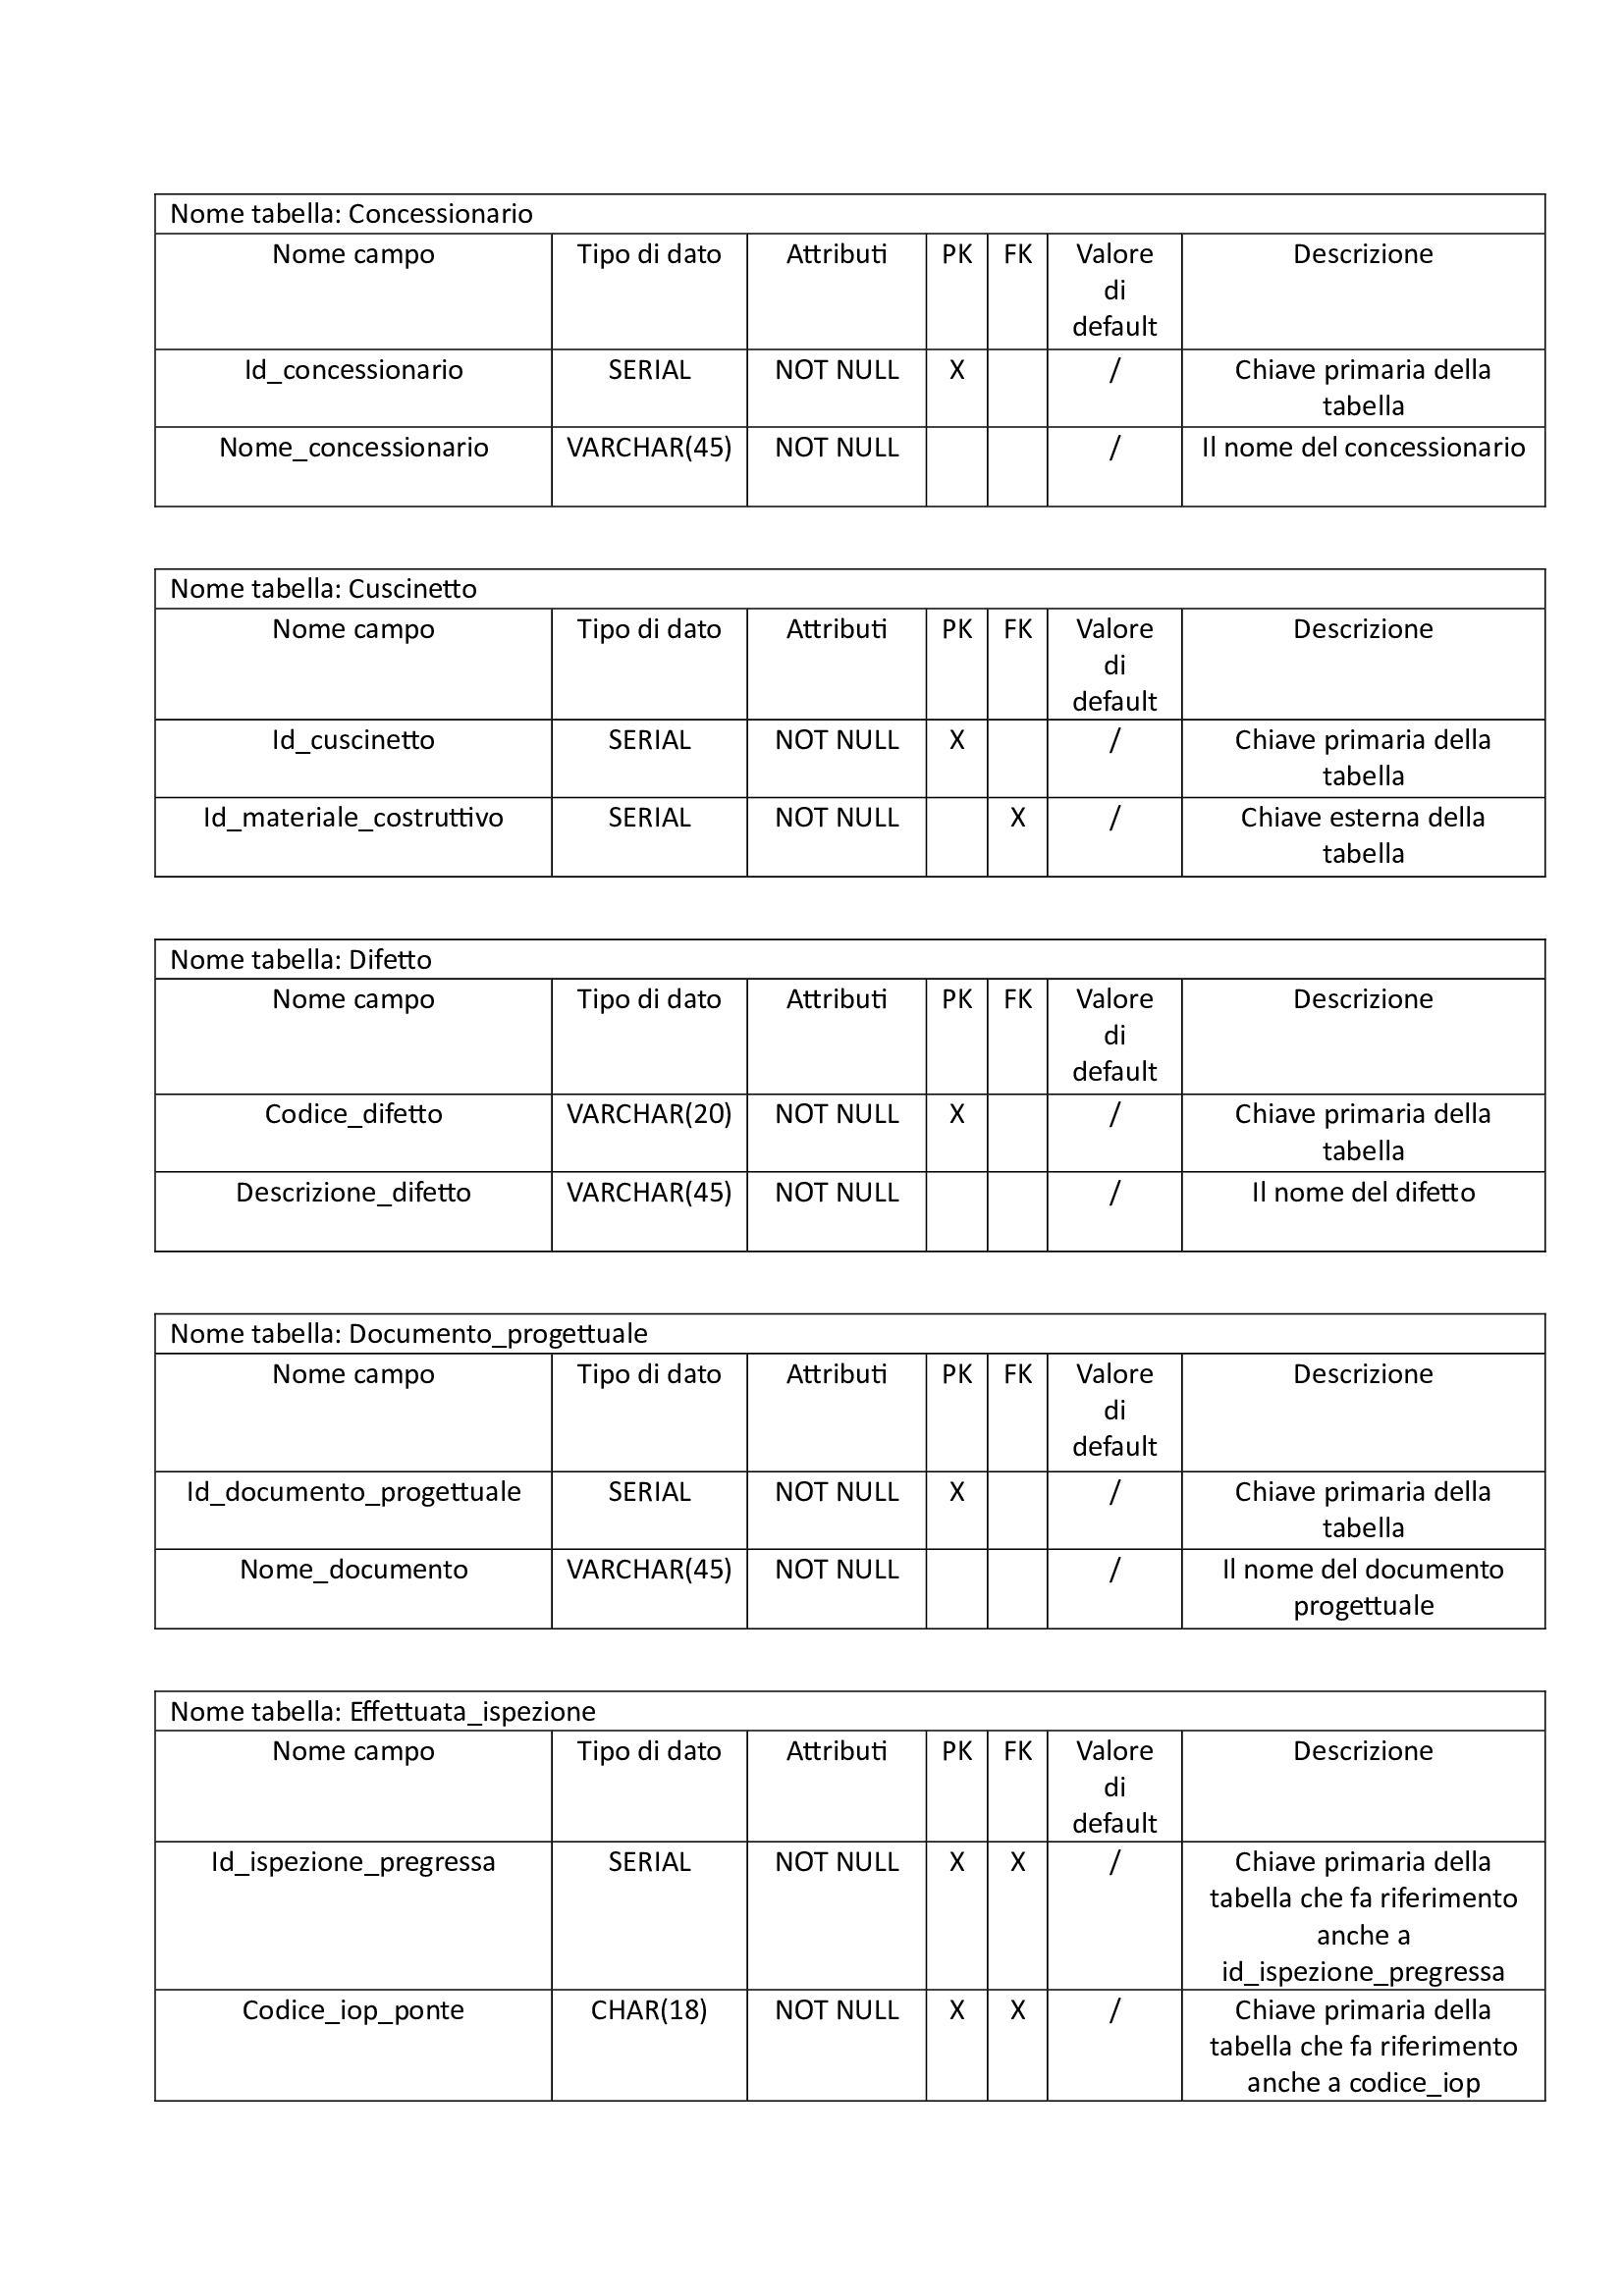 Nome tabella: Concessionario
Nome campo Tipo di dato Attributi PK FK Valore Descrizione
di
default
Id_concessionario SERIAL NOT NULL X / Chiave primaria della
tabella
Nome_concessionario VARCHAR(45) NOT NULL / Il nome del concessionario
Nome tabella: Cuscinetto
Nome campo Tipo di dato Attributi PK FK Valore Descrizione
di
default
Id_cuscinetto SERIAL NOT NULL X / Chiave primaria della
tabella
Id_materiale_costruttivo SERIAL NOT NULL X / Chiave esterna della
tabella
Nome tabella: Difetto
Nome campo Tipo di dato Attributi PK FK Valore Descrizione
di
default
Codice_difetto VARCHAR(20) NOT NULL X / Chiave primaria della
tabella
Descrizione_difetto VARCHAR(45) NOT NULL / Il nome del difetto
Nome tabella: Documento_progettuale
Nome campo Tipo di dato Attributi PK FK Valore Descrizione
di
default
Id_documento_progettuale SERIAL NOT NULL X / Chiave primaria della
tabella
Nome_documento VARCHAR(45) NOT NULL / Il nome del documento
progettuale
Nome tabella: Effettuata_ispezione
Nome campo Tipo di dato Attributi PK FK Valore Descrizione
di
default
Id_ispezione_pregressa SERIAL NOT NULL X X / Chiave primaria della
tabella che fa riferimento
anche a
id_ispezione_pregressa
Codice_iop_ponte CHAR(18) NOT NULL X X / Chiave primaria della
tabella che fa riferimento
anche a codice_iop